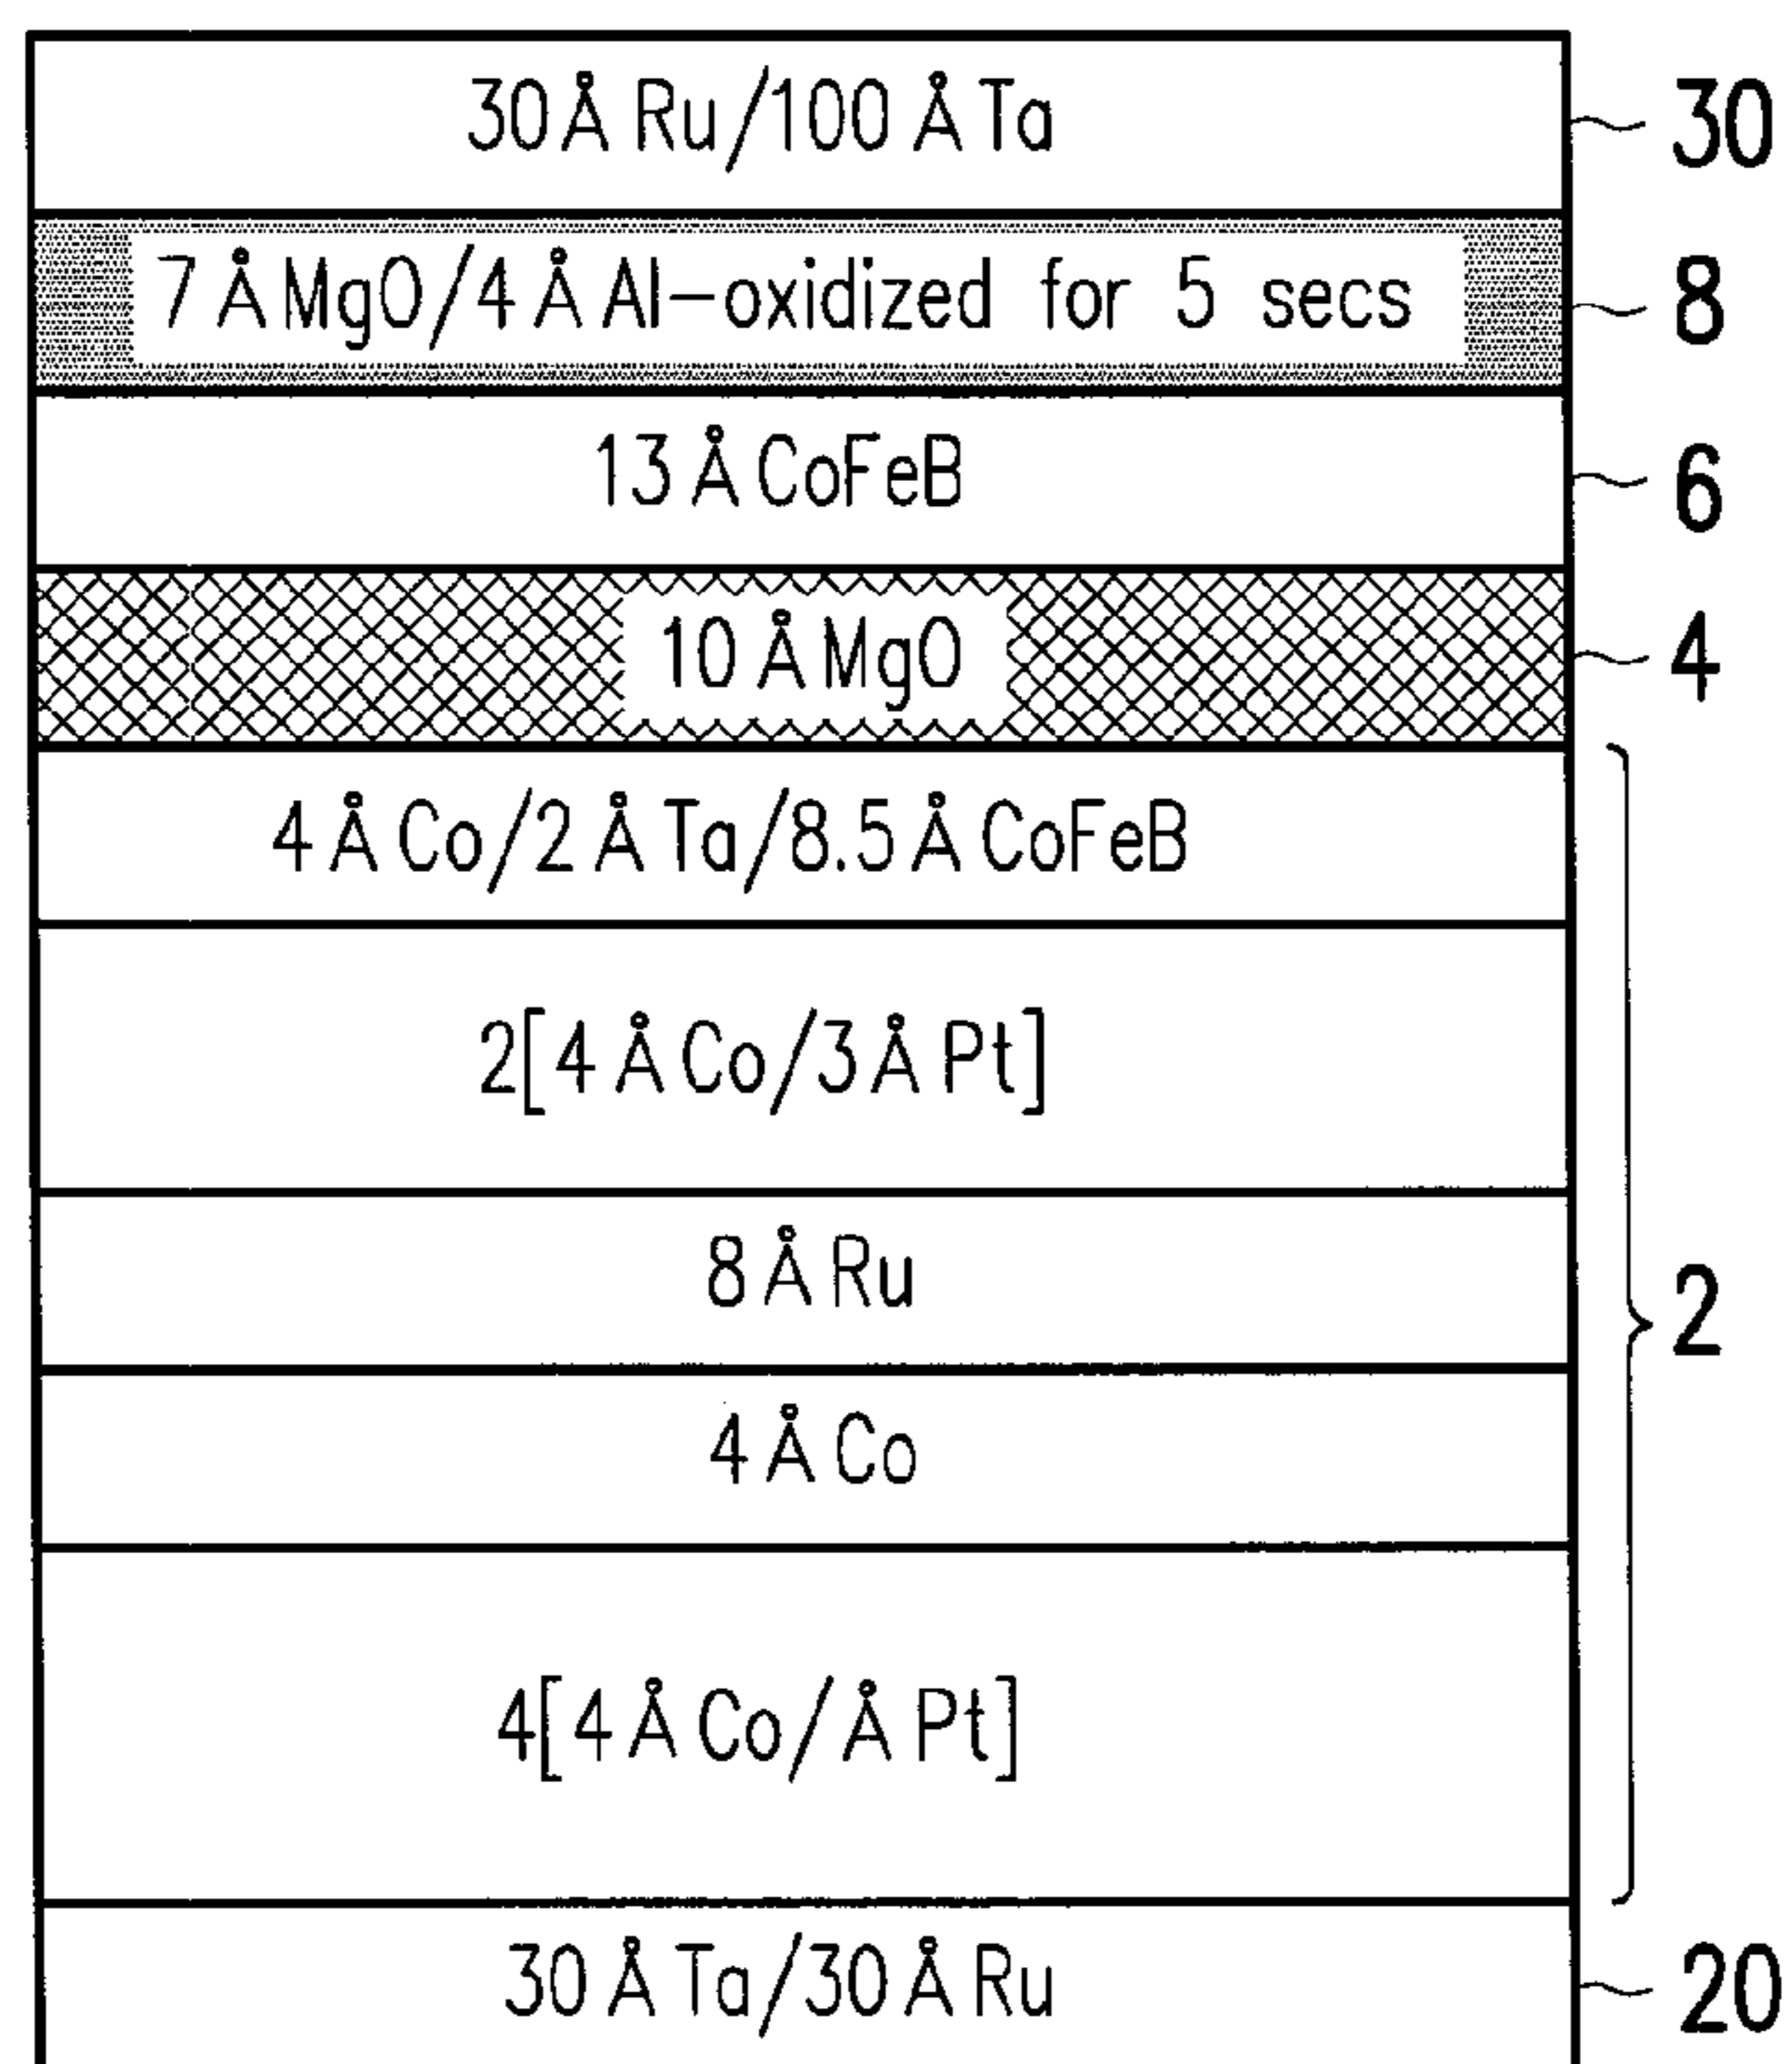 30 Å Ru/100 Å Ta
30
7 Å MgO/4 Å Al-oxidized for 5 secs
8
13 Å CoFeB
6
10 Å MgO
4
4 Å Co/2 Å Ta/8.5 Å CoFeB
2[4 Å Co/3 Å Pt]
8 Å Ru
2
4 Å Co
4[4 Å Co/Å Pt]
30 Å Ta/30 Å Ru
20